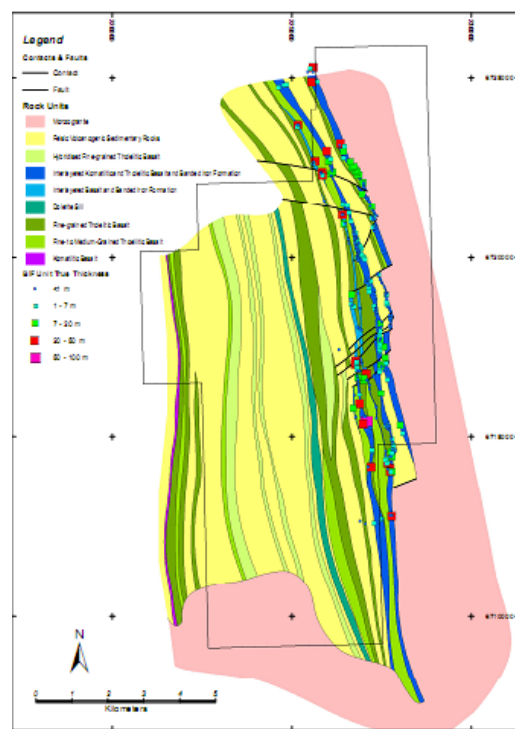 Legend
Contacts & Faults
Contact
Fault
Rock Units
Monzogranite
Felsic Volcanogenic Sedimentary Rocks
Hybridised Fine-grained Tholeiitic Basalt
Interlayered Komatiitic and Tholeiitic Basalt and Banded Iron Formation
Interlayered Basalt and Banded Iron Formation
Dolerite Sill
Fine-grained Tholeiitic Basalt
Fine- to Medium-Grained Tholeiitic Basalt
Komatiitic Basalt
BIF Unit True Thickness
<1 m
1 - 7 m
7 - 20 m
20 - 60 m
60 - 100 m
N
0 1 2 3 4 5
Kilometers